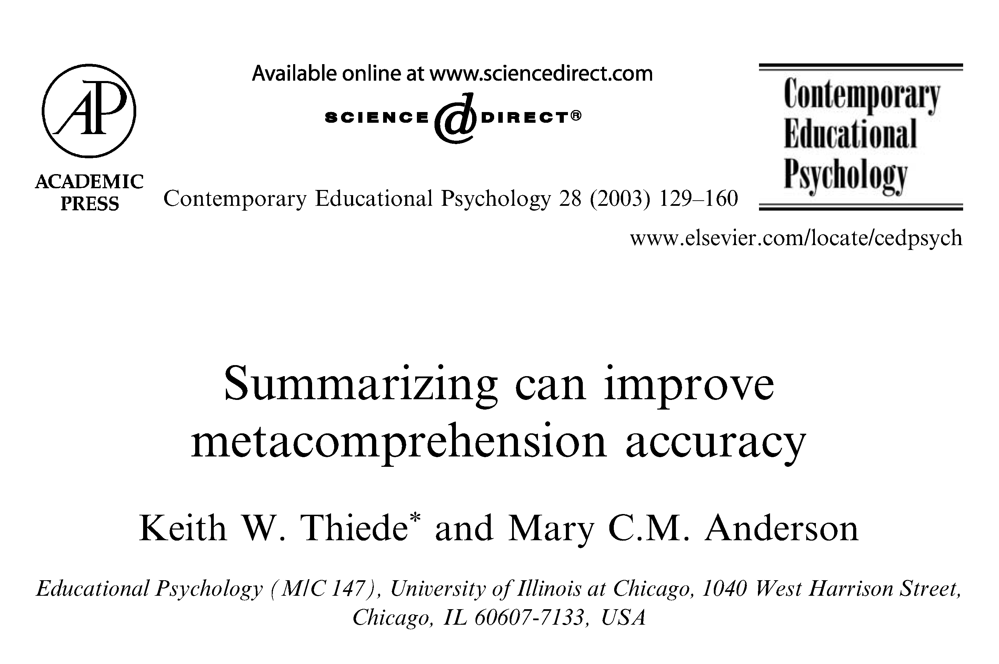 Available online at www.sciencedirect.com
SCIENCE d DIRECT®
AP
ACADEMIC
PRESS
Contemporary Educational Psychology 28 (2003) 129–160
Contemporary
Educational
Psychology
www.elsevier.com/locate/cedpsych
Summarizing can improve
metacomprehension accuracy
Keith W. Thiede* and Mary C.M. Anderson
Educational Psychology (M/C 147), University of Illinois at Chicago, 1040 West Harrison Street,
Chicago, IL 60607-7133, USA